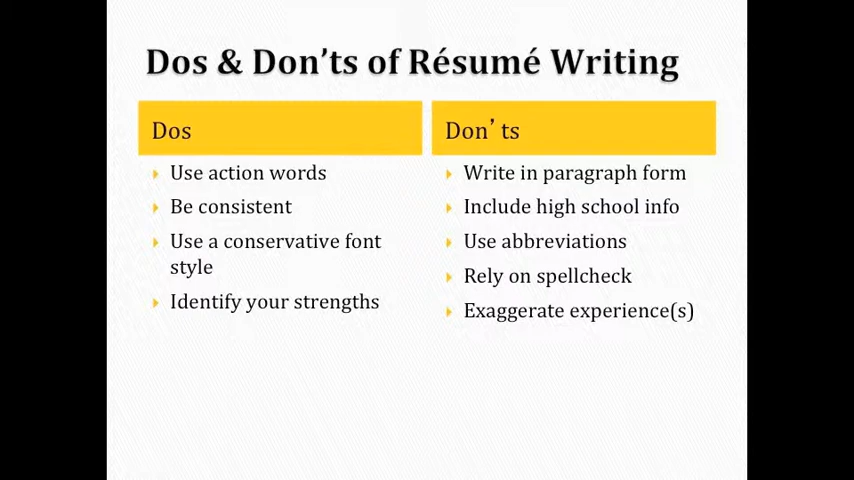 Dos & Don’ts of Résumé Writing
Dos
Use action words
Be consistent
Use a conservative font
style
Identify your strengths
Don’ts
Write in paragraph form
Include high school info
Use abbreviations
Rely on spellcheck
Exaggerate experience(s)